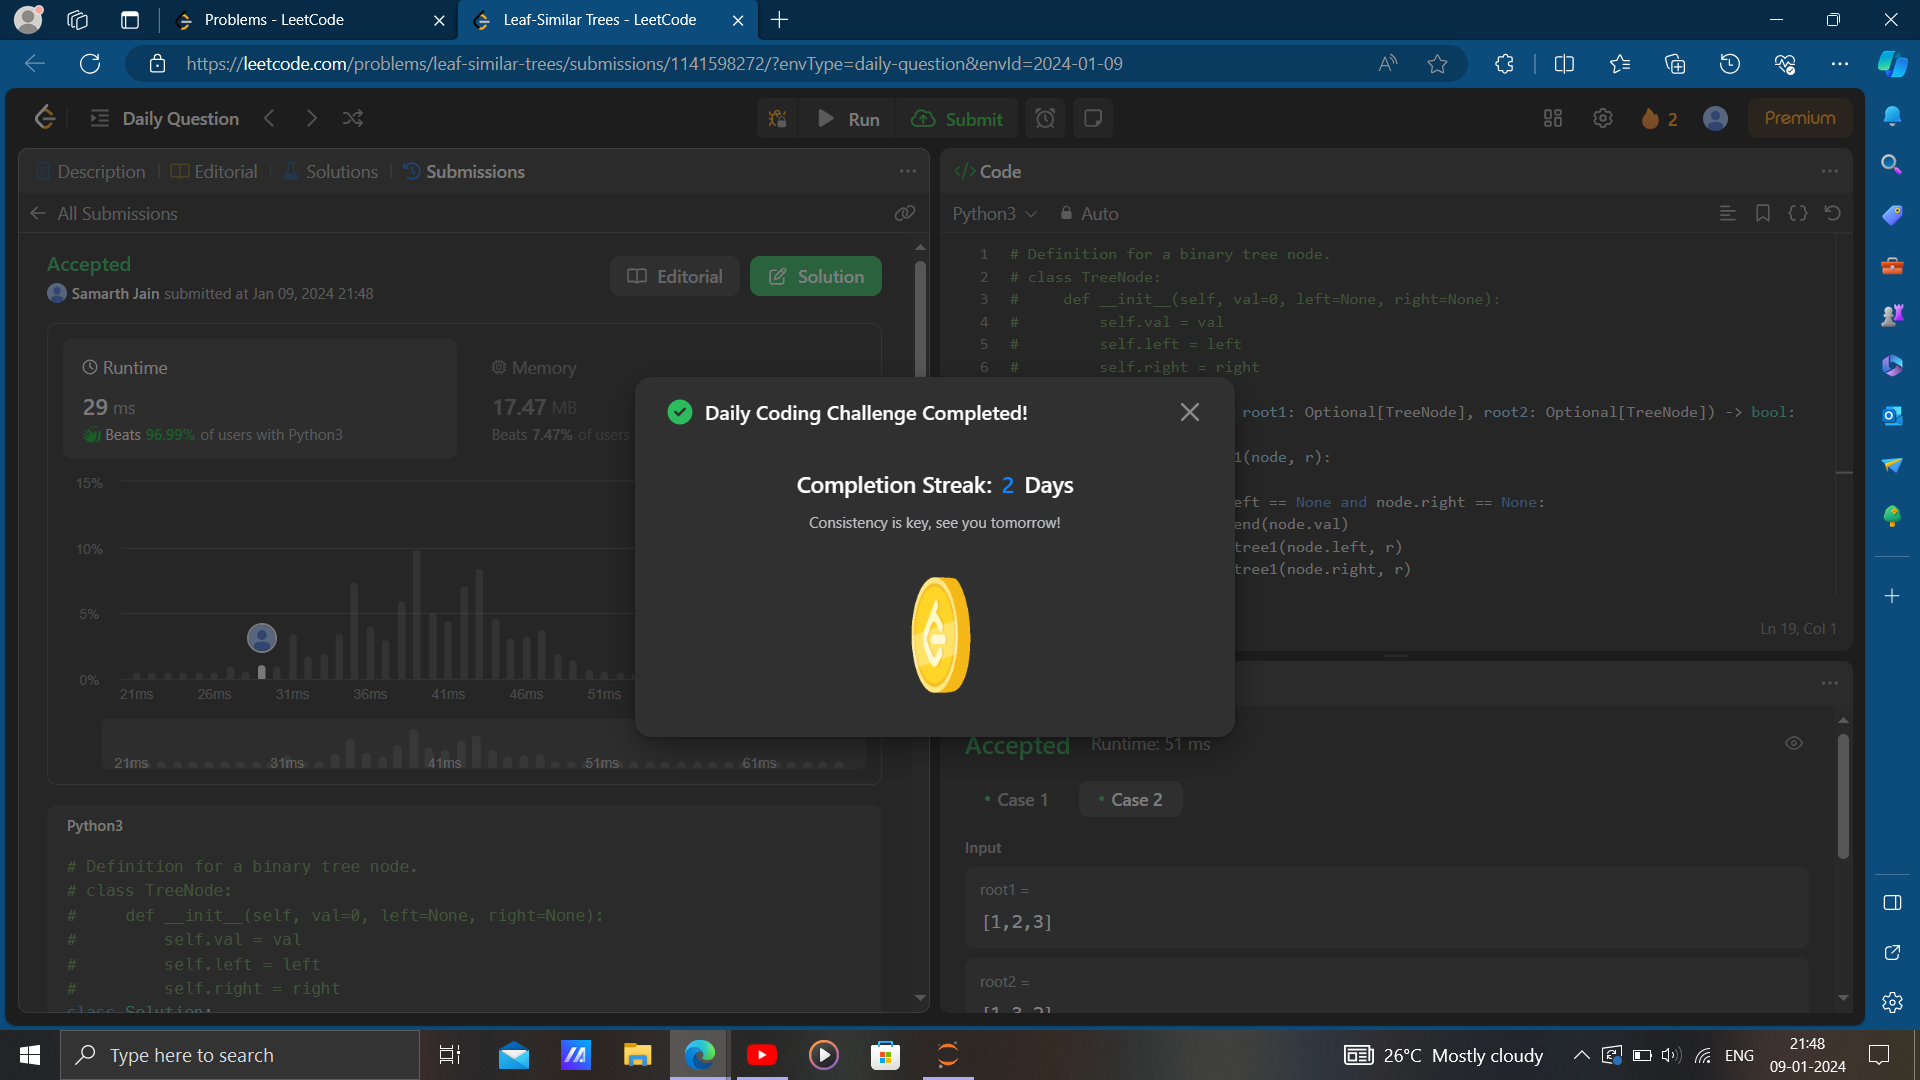 Problems - LeetCode
Leaf-Similar Trees - LeetCode
https://leetcode.com/problems/leaf-similar-trees/submissions/1141598272/?envType=daily-question&envId=2024-01-09
Daily Question
Run
Submit
2
Premium
Description
Editorial
Solutions
Submissions
All Submissions
Accepted
Samarth Jain submitted at Jan 09, 2024 21:48
Editorial
Solution
Runtime
29 ms
Beats 96.99% of users with Python3
Memory
17.47 MB
Beats 7.47% of users
15%
10%
5%
0%
21ms 26ms 31ms 36ms 41ms 46ms 51ms
21ms 31ms 41ms 51ms 61ms
Python3
# Definition for a binary tree node.
# class TreeNode:
#     def __init__(self, val=0, left=None, right=None):
#         self.val = val
#         self.left = left
#         self.right = right
class Solution:
Daily Coding Challenge Completed!
Completion Streak: 2 Days
Consistency is key, see you tomorrow!
</> Code
Python3
Auto
1 # Definition for a binary tree node.
2 # class TreeNode:
3 #     def __init__(self, val=0, left=None, right=None):
4 #         self.val = val
5 #         self.left = left
6 #         self.right = right
root1: Optional[TreeNode], root2: Optional[TreeNode]) -> bool:
1(node, r):
eft == None and node.right == None:
end(node.val)
tree1(node.left, r)
tree1(node.right, r)
Ln 19, Col 1
Accepted
Runtime: 51 ms
Case 1
Case 2
Input
root1 =
[1,2,3]
root2 =
[1,3,2]
Type here to search
26°C Mostly cloudy
ENG
21:48
09-01-2024